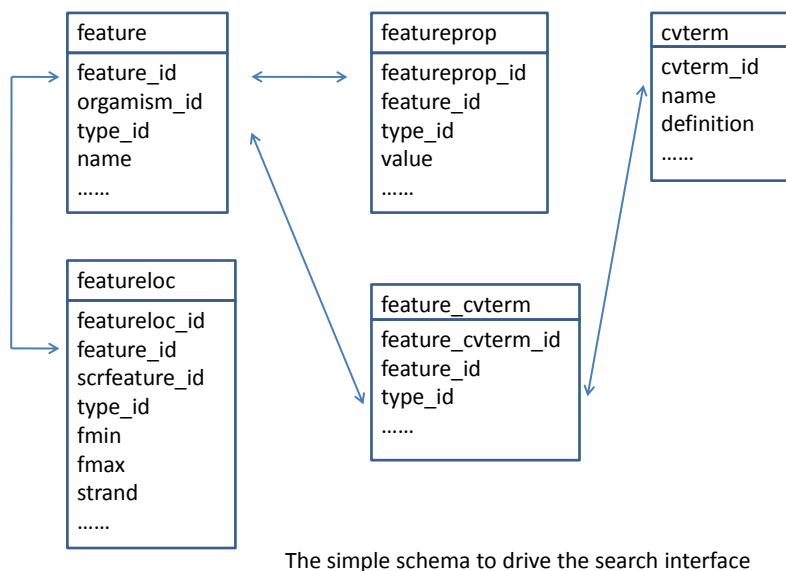 feature
feature_id
orgamism_id
type_id
name
......
featureprop
featureprop_id
feature_id
type_id
value
......
cvterm
cvterm_id
name
definition
......
featureloc
featureloc_id
feature_id
scrfeature_id
type_id
fmin
fmax
strand
......
feature_cvterm
feature_cvterm_id
feature_id
type_id
......
The simple schema to drive the search interface